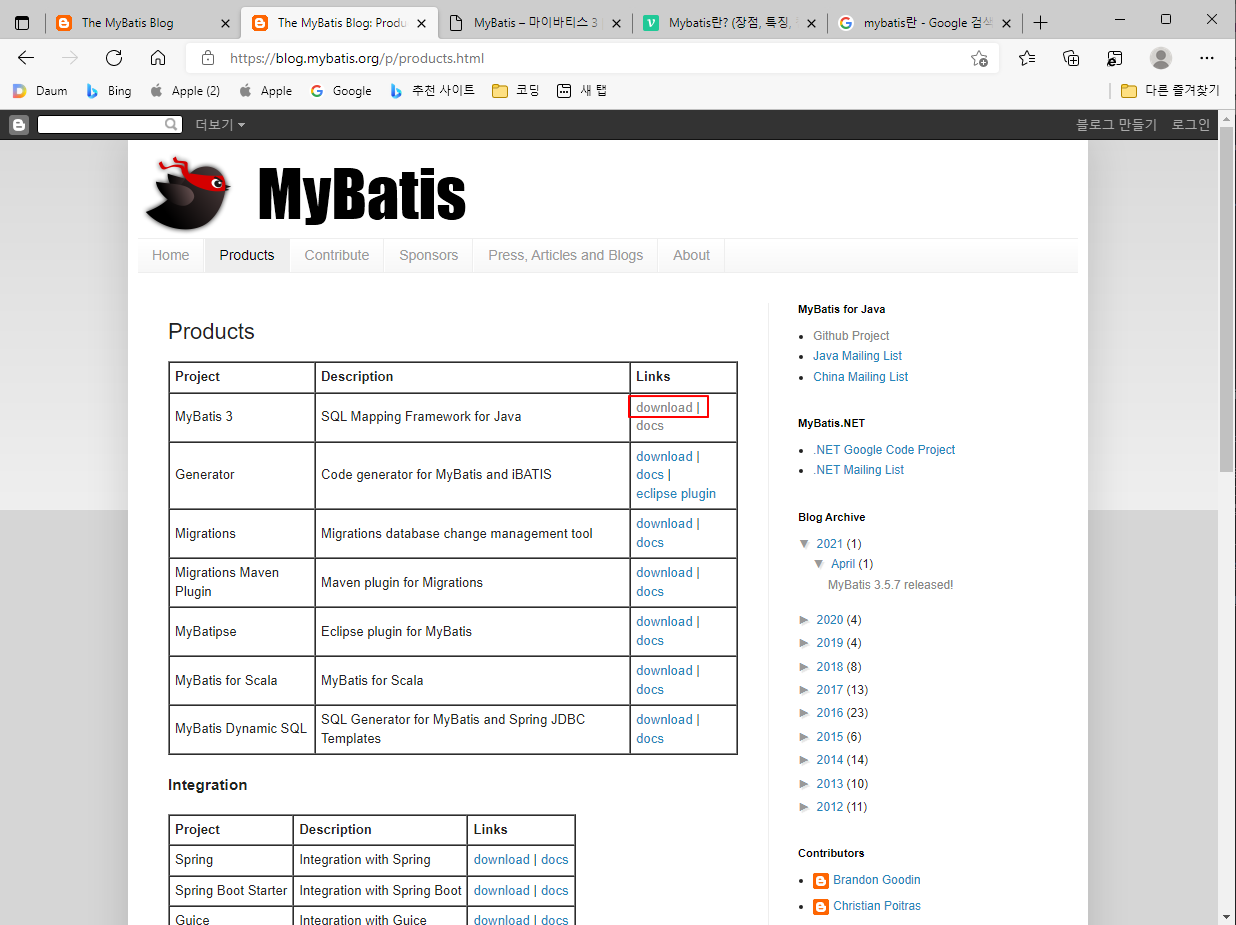 The MyBatis Blog
The MyBatis Blog: Produ
MyBatis – 마이바티스 3
Mybatis란? (장점, 특징,
mybatis란 - Google 검색
https://blog.mybatis.org/p/products.html
Daum
Bing
Apple (2)
Apple
Google
추천 사이트
코딩
새 탭
다른 즐겨찾기
더보기
블로그 만들기
로그인
MyBatis
Home
Products
Contribute
Sponsors
Press, Articles and Blogs
About
Products
Project Description Links
MyBatis 3 SQL Mapping Framework for Java download |
docs
Generator Code generator for MyBatis and iBATIS download |
docs |
eclipse plugin
Migrations Migrations database change management tool download |
docs
Migrations Maven
Plugin
Maven plugin for Migrations
download |
docs
MyBatipse Eclipse plugin for MyBatis download |
docs
MyBatis for Scala MyBatis for Scala download |
docs
MyBatis Dynamic SQL
SQL Generator for MyBatis and Spring JDBC
Templates
download |
docs
Integration
Project Description Links
Spring Integration with Spring download | docs
Spring Boot Starter Integration with Spring Boot download | docs
Guice Integration with Guice download | docs
MyBatis for Java
Github Project
Java Mailing List
China Mailing List
MyBatis.NET
.NET Google Code Project
.NET Mailing List
Blog Archive
▼ 2021 (1)
▼ April (1)
MyBatis 3.5.7 released!
► 2020 (4)
► 2019 (4)
► 2018 (8)
► 2017 (13)
► 2016 (23)
► 2015 (6)
► 2014 (14)
► 2013 (10)
► 2012 (11)
Contributors
Brandon Goodin
Christian Poitras